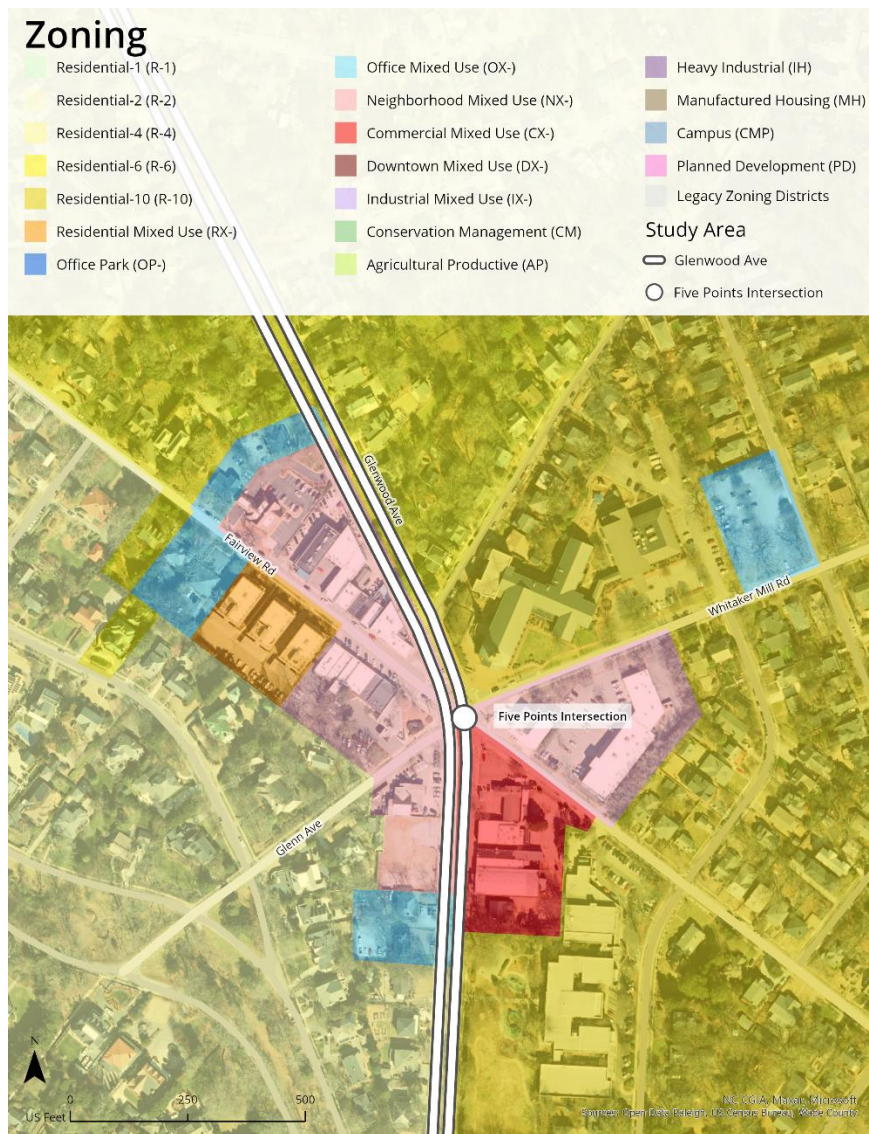 Zoning
Residential-1 (R-1)
Residential-2 (R-2)
Residential-4 (R-4)
Residential-6 (R-6)
Residential-10 (R-10)
Residential Mixed Use (RX-)
Office Park (OP-)
Office Mixed Use (OX-)
Neighborhood Mixed Use (NX-)
Commercial Mixed Use (CX-)
Downtown Mixed Use (DX-)
Industrial Mixed Use (IX-)
Conservation Management (CM)
Agricultural Productive (AP)
Heavy Industrial (IH)
Manufactured Housing (MH)
Campus (CMP)
Planned Development (PD)
Legacy Zoning Districts
Study Area
Glenwood Ave
Five Points Intersection
Glenwood Ave
Fairview Rd
Whitaker Mill Rd
Five Points Intersection
Glenn Ave
N
0 250 500
US Feet
NC CGIA, Maxar, Microsoft,
Sources: Open Data Raleigh, US Census Bureau, Wake County